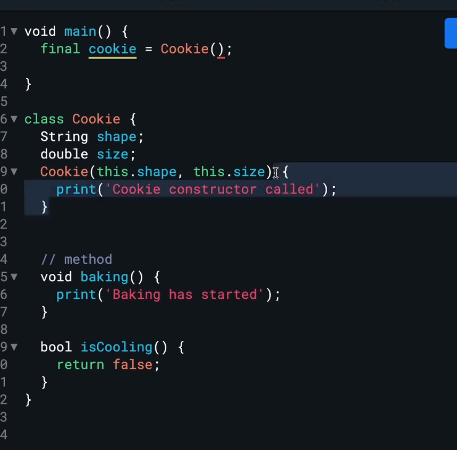 1 void main() {
2 final cookie = Cookie();
3
4 }
5
6 class Cookie {
7 String shape;
8 double size;
9 Cookie(this.shape, this.size) {
0 print('Cookie constructor called');
1 }
2
3
4 // method
5 void baking() {
6 print('Baking has started');
7 }
8
9 bool isCooling() {
0 return false;
1 }
2 }
3
4